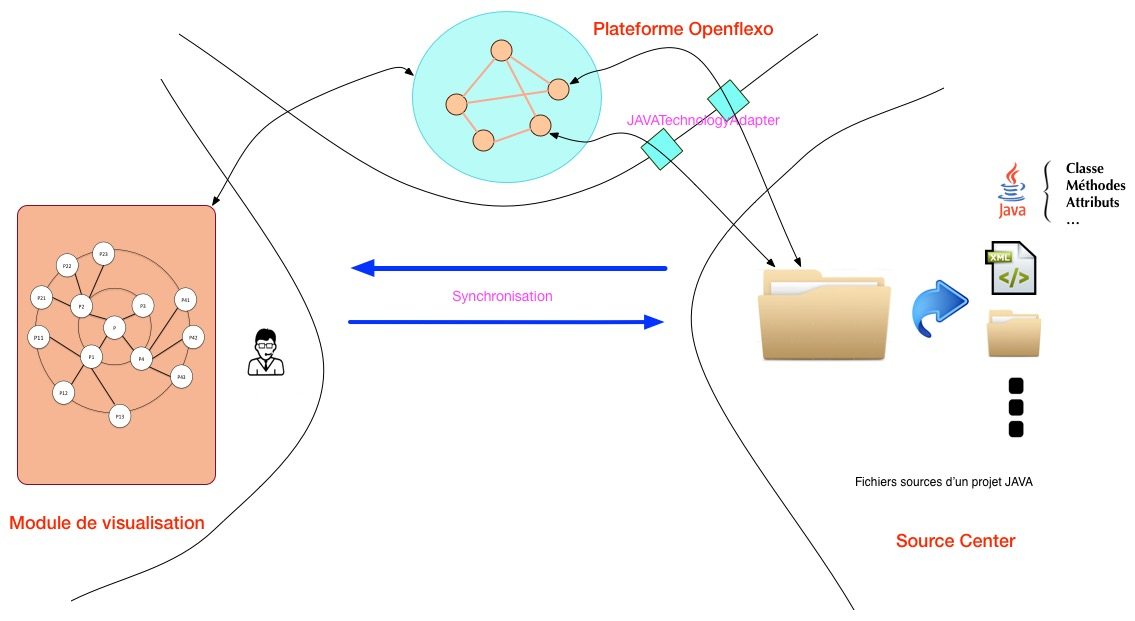 Plateforme Openflexo
JAVATechnologyAdapter
Java
Classe
Méthodes
Attributs
...
XML
</>
Synchronisation
P23
P22
P21
P2
P3
P41
P
P11
P42
P1
P4
P43
P12
P13
Fichiers sources d'un projet JAVA
Module de visualisation
Source Center